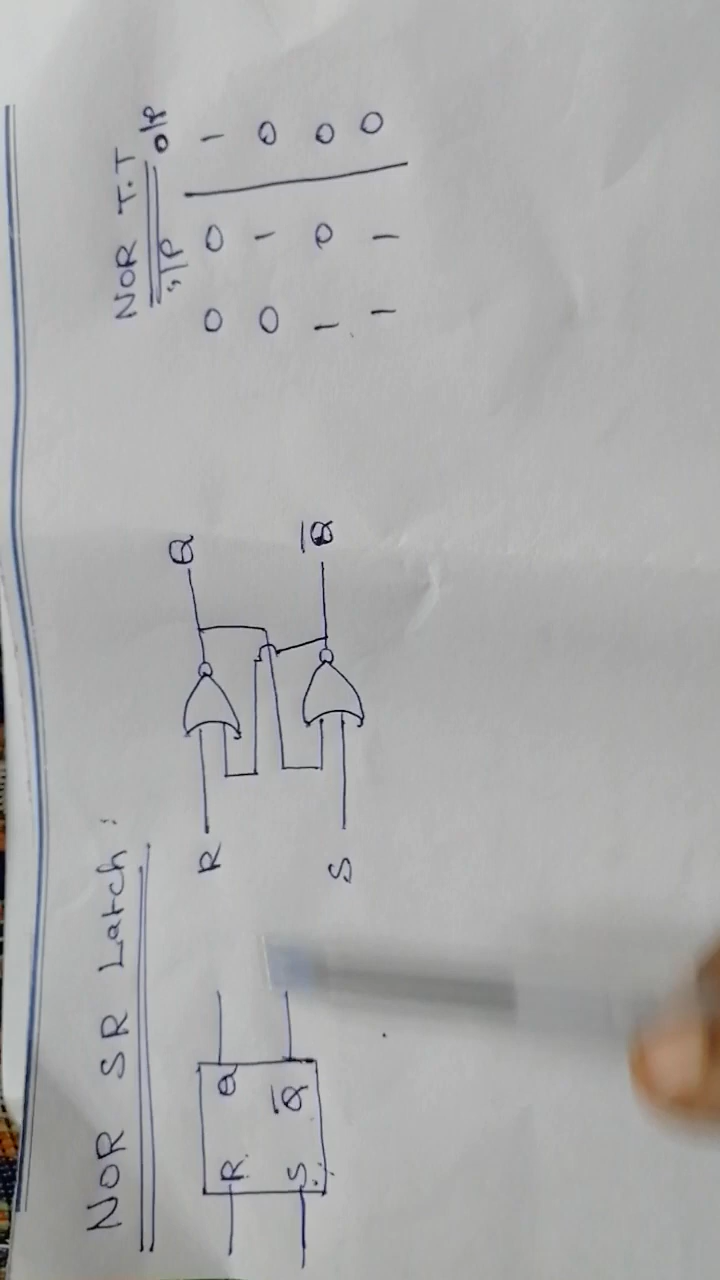 NOR SR Latch:
R Q
S Q̅
R Q
S Q̅
NOR T.T
i/p o/p
0 0 1
0 1 0
1 0 0
1 1 0